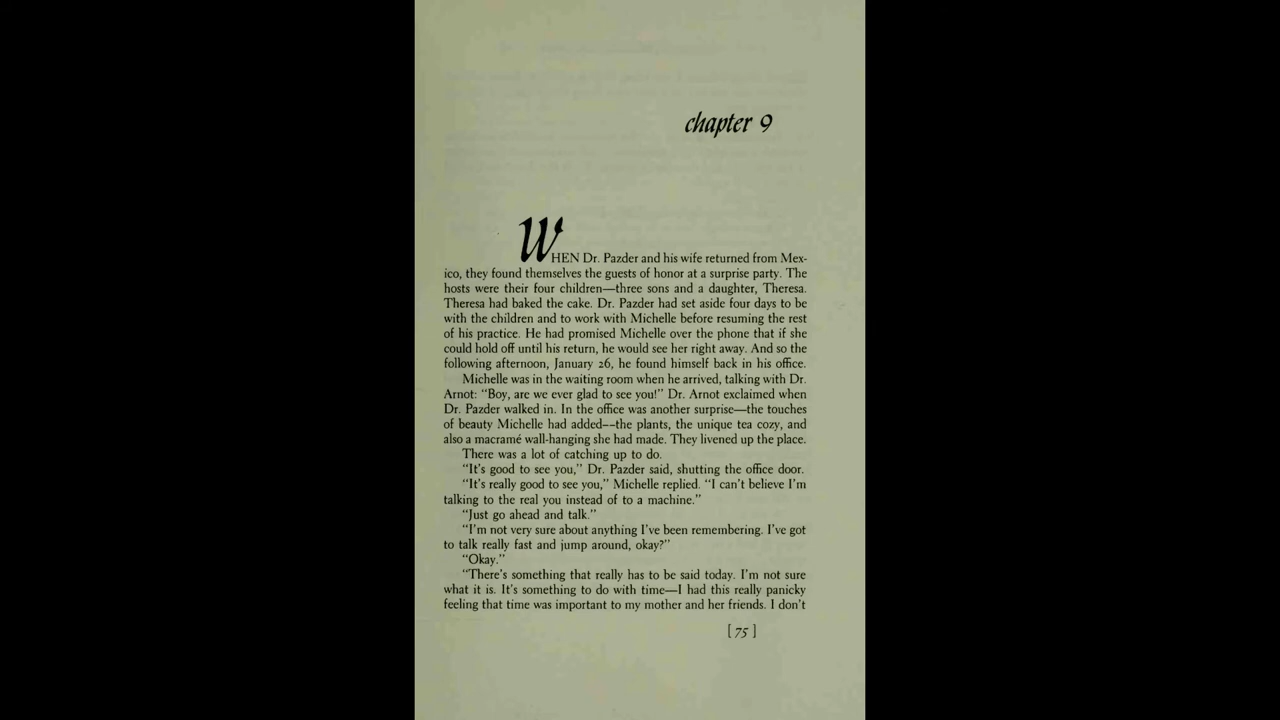 chapter 9
WHEN Dr. Pazder and his wife returned from Mex-
ico, they found themselves the guests of honor at a surprise party. The
hosts were their four children—three sons and a daughter, Theresa.
Theresa had baked the cake. Dr. Pazder had set aside four days to be
with the children and to work with Michelle before resuming the rest
of his practice. He had promised Michelle over the phone that if she
could hold off until his return, he would see her right away. And so the
following afternoon, January 26, he found himself back in his office.
Michelle was in the waiting room when he arrived, talking with Dr.
Arnot: “Boy, are we ever glad to see you!” Dr. Arnot exclaimed when
Dr. Pazder walked in. In the office was another surprise—the touches
of beauty Michelle had added—the plants, the unique tea cozy, and
also a macramé wall-hanging she had made. They livened up the place.
There was a lot of catching up to do.
“It's good to see you,” Dr. Pazder said, shutting the office door.
“It's really good to see you,” Michelle replied. “I can't believe I'm
talking to the real you instead of to a machine.”
“Just go ahead and talk.”
“I'm not very sure about anything I've been remembering. I've got
to talk really fast and jump around, okay?”
“Okay.”
“There's something that really has to be said today. I'm not sure
what it is. It's something to do with time—I had this really panicky
feeling that time was important to my mother and her friends. I don't
[ 75 ]